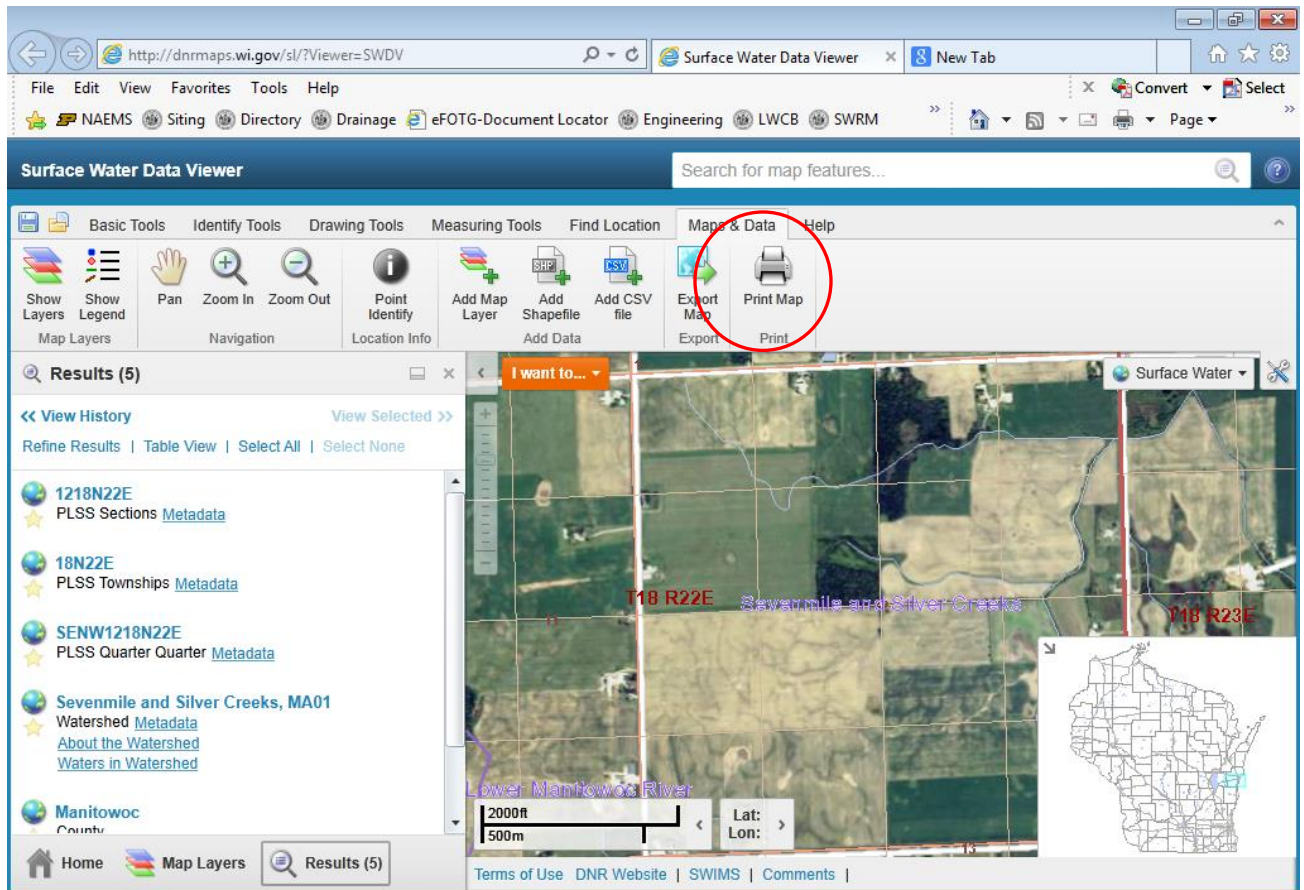 http://dnrmaps.wi.gov/sl/?Viewer=SWDV
Surface Water Data Viewer
New Tab
File Edit View Favorites Tools Help
Convert Select
NAEMS Siting Directory Drainage eFOTG-Document Locator Engineering LWCB SWRM
Page
Surface Water Data Viewer
Search for map features...
Basic Tools Identify Tools Drawing Tools Measuring Tools Find Location Maps & Data Help
Show Layers
Show Legend
Pan
Zoom In
Zoom Out
Point Identify
Add Map Layer
Add Shapefile
Add CSV file
Export Map
Print Map
SHP
CSV
Map Layers Navigation Location Info Add Data Export Print
Results (5)
<< View History View Selected >>
Refine Results | Table View | Select All | Select None
1218N22E
PLSS Sections Metadata
18N22E
PLSS Townships Metadata
SENW1218N22E
PLSS Quarter Quarter Metadata
Sevenmile and Silver Creeks, MA01
Watershed Metadata
About the Watershed
Waters in Watershed
Manitowoc
County
Home Map Layers Results (5)
I want to...
Surface Water
T18 R22E
Sevenmile and Silver Creeks
T18 R23E
11
Lower Manitowoc River
2000ft
500m
Lat:
Lon:
13
Terms of Use DNR Website | SWIMS | Comments |